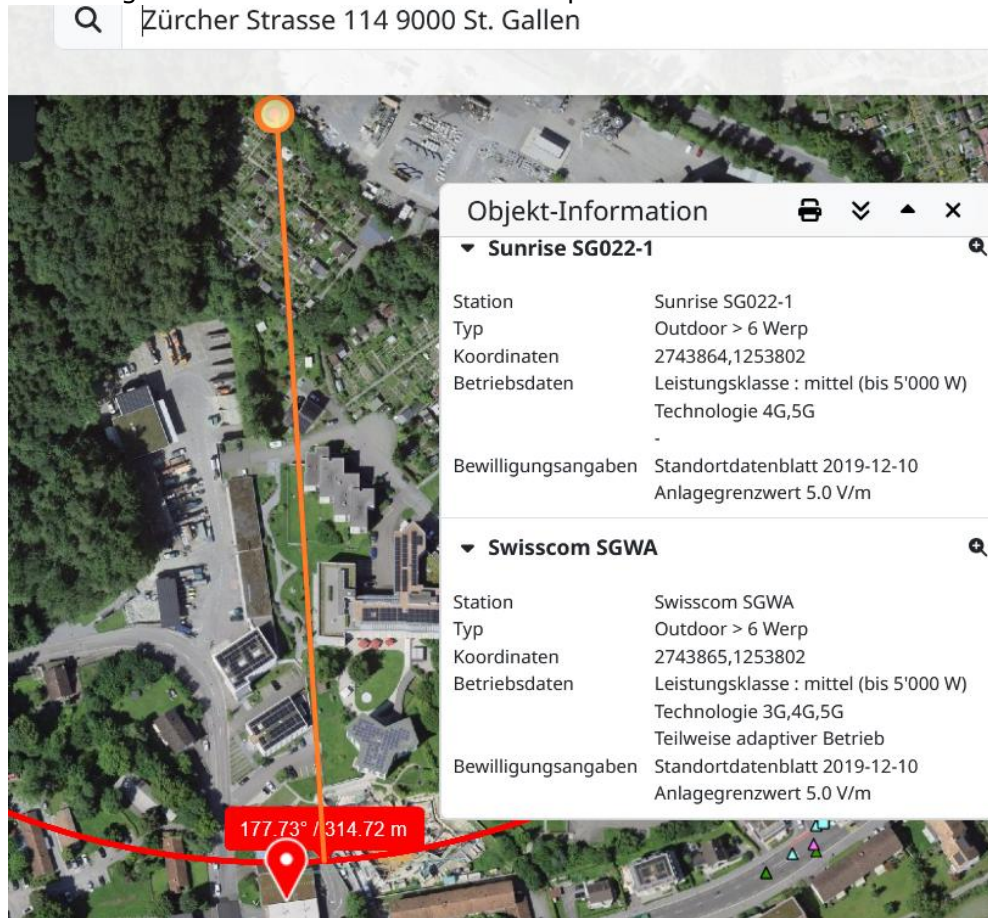 Zürcher Strasse 114 9000 St. Gallen
Objekt-Information
Sunrise SG022-1
Station Sunrise SG022-1
Typ Outdoor > 6 Werp
Koordinaten 2743864,1253802
Betriebsdaten Leistungsklasse : mittel (bis 5'000 W)
Technologie 4G,5G
-
Bewilligungsangaben Standortdatenblatt 2019-12-10
Anlagegrenzwert 5.0 V/m
Swisscom SGWA
Station Swisscom SGWA
Typ Outdoor > 6 Werp
Koordinaten 2743865,1253802
Betriebsdaten Leistungsklasse : mittel (bis 5'000 W)
Technologie 3G,4G,5G
Teilweise adaptiver Betrieb
Bewilligungsangaben Standortdatenblatt 2019-12-10
Anlagegrenzwert 5.0 V/m
177.73° / 314.72 m